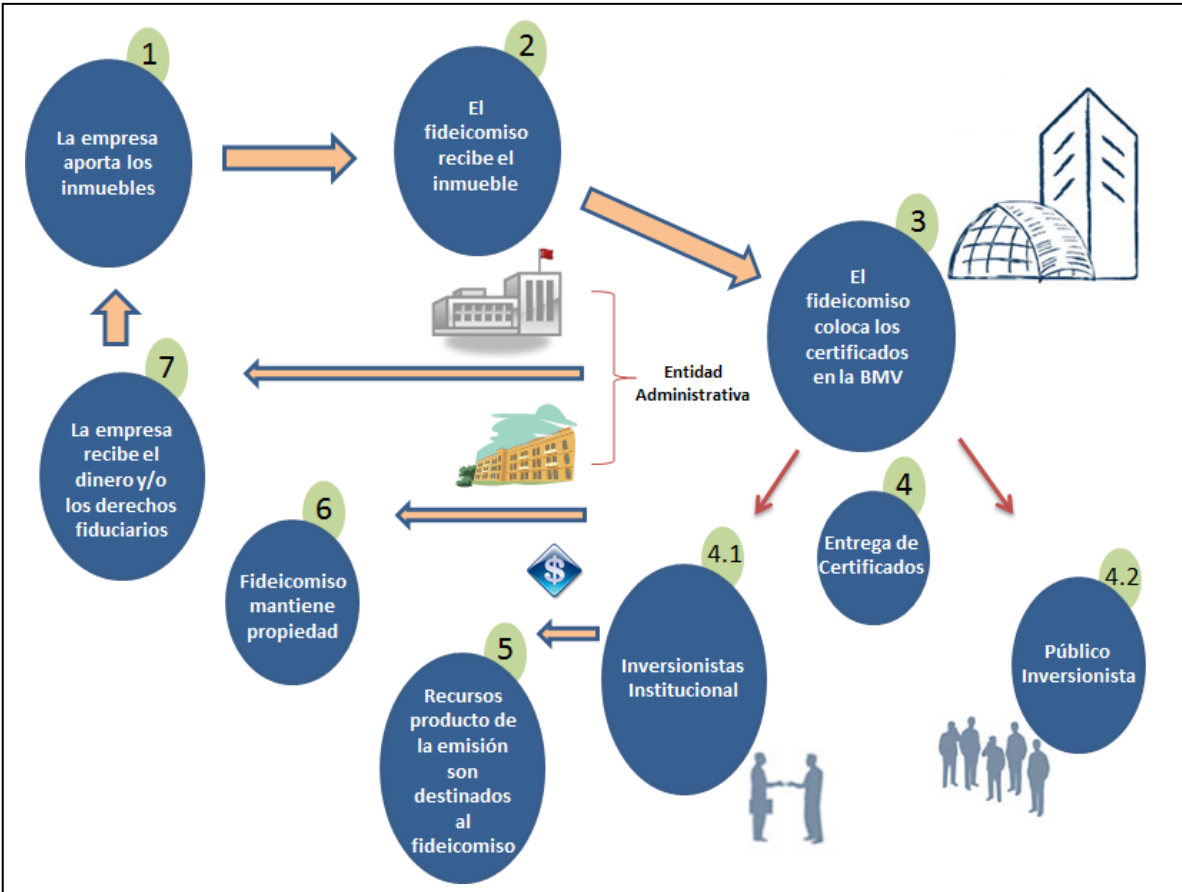 1
La empresa
aporta los
inmuebles
2
El
fideicomiso
recibe el
inmueble
3
El
fideicomiso
coloca los
certificados
en la BMV
Entidad
Administrativa
4
Entrega de
Certificados
4.1
Inversionistas
Institucional
4.2
Público
Inversionista
$
5
Recursos
producto de
la emisión
son
destinados
al
fideicomiso
6
Fideicomiso
mantiene
propiedad
7
La empresa
recibe el
dinero y/o
los derechos
fiduciarios